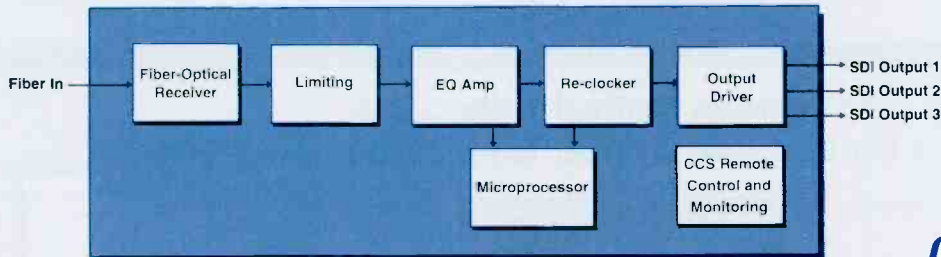 Fiber In
Fiber-Optical
Receiver
Limiting
EQ Amp
Re-clocker
Output
Driver
SDI Output 1
SDI Output 2
SDI Output 3
Microprocessor
CCS Remote
Control and
Monitoring